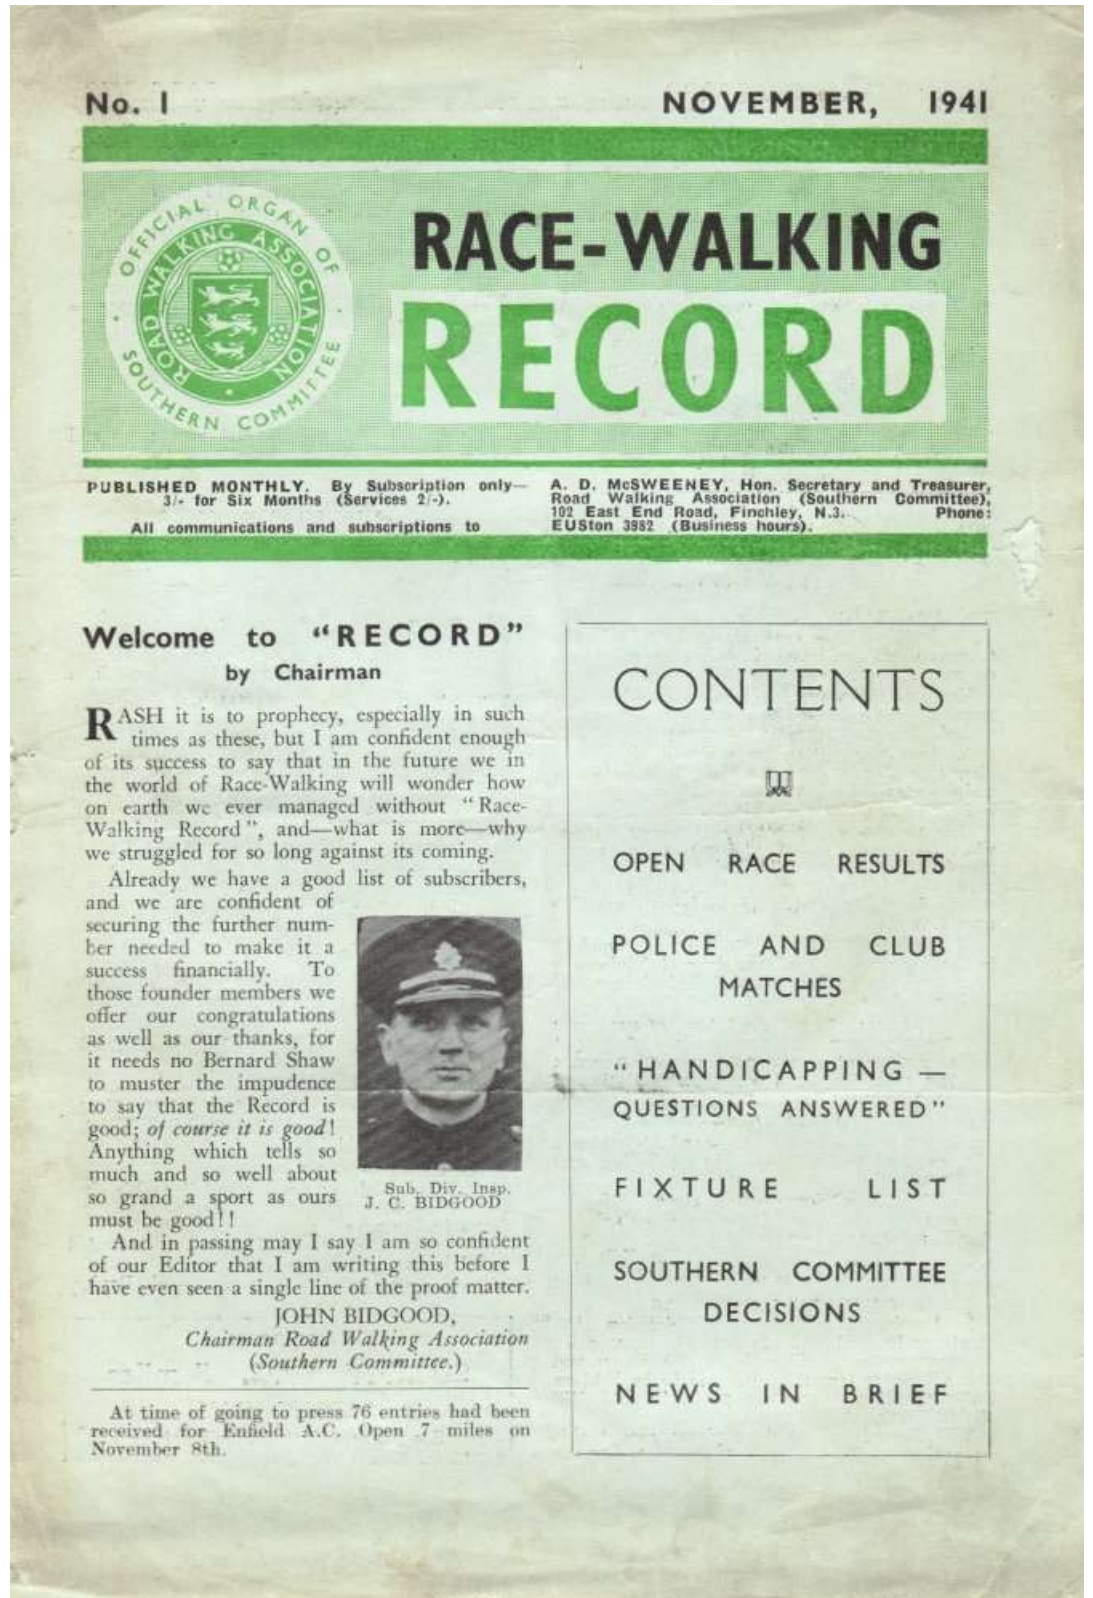 No. 1 NOVEMBER, 1941
OFFICIAL ORGAN OF
SOUTHERN COMMITTEE
ROAD WALKING ASSOCIATION
RACE-WALKING
RECORD
PUBLISHED MONTHLY. By Subscription only—
3/- for Six Months (Services 2/-).
All communications and subscriptions to
A. D. McSWEENEY, Hon. Secretary and Treasurer,
Road Walking Association (Southern Committee),
102 East End Road, Finchley, N.3. Phone:
EUSton 3982 (Business hours).
Welcome to "RECORD"
by Chairman
RASH it is to prophecy, especially in such
times as these, but I am confident enough
of its success to say that in the future we in
the world of Race-Walking will wonder how
on earth we ever managed without "Race-
Walking Record", and—what is more—why
we struggled for so long against its coming.
Already we have a good list of subscribers,
and we are confident of
securing the further num-
ber needed to make it a
success financially. To
those founder members we
offer our congratulations
as well as our thanks, for
it needs no Bernard Shaw
to muster the impudence
to say that the Record is
good; of course it is good!
Anything which tells so
much and so well about
so grand a sport as ours
must be good!!
Sub. Div. Insp.
J. C. BIDGOOD
And in passing may I say I am so confident
of our Editor that I am writing this before I
have even seen a single line of the proof matter.
JOHN BIDGOOD,
Chairman Road Walking Association
(Southern Committee.)
At time of going to press 76 entries had been
received for Enfield A.C. Open 7 miles on
November 8th.
CONTENTS
OPEN RACE RESULTS
POLICE AND CLUB
MATCHES
"HANDICAPPING —
QUESTIONS ANSWERED"
FIXTURE LIST
SOUTHERN COMMITTEE
DECISIONS
NEWS IN BRIEF